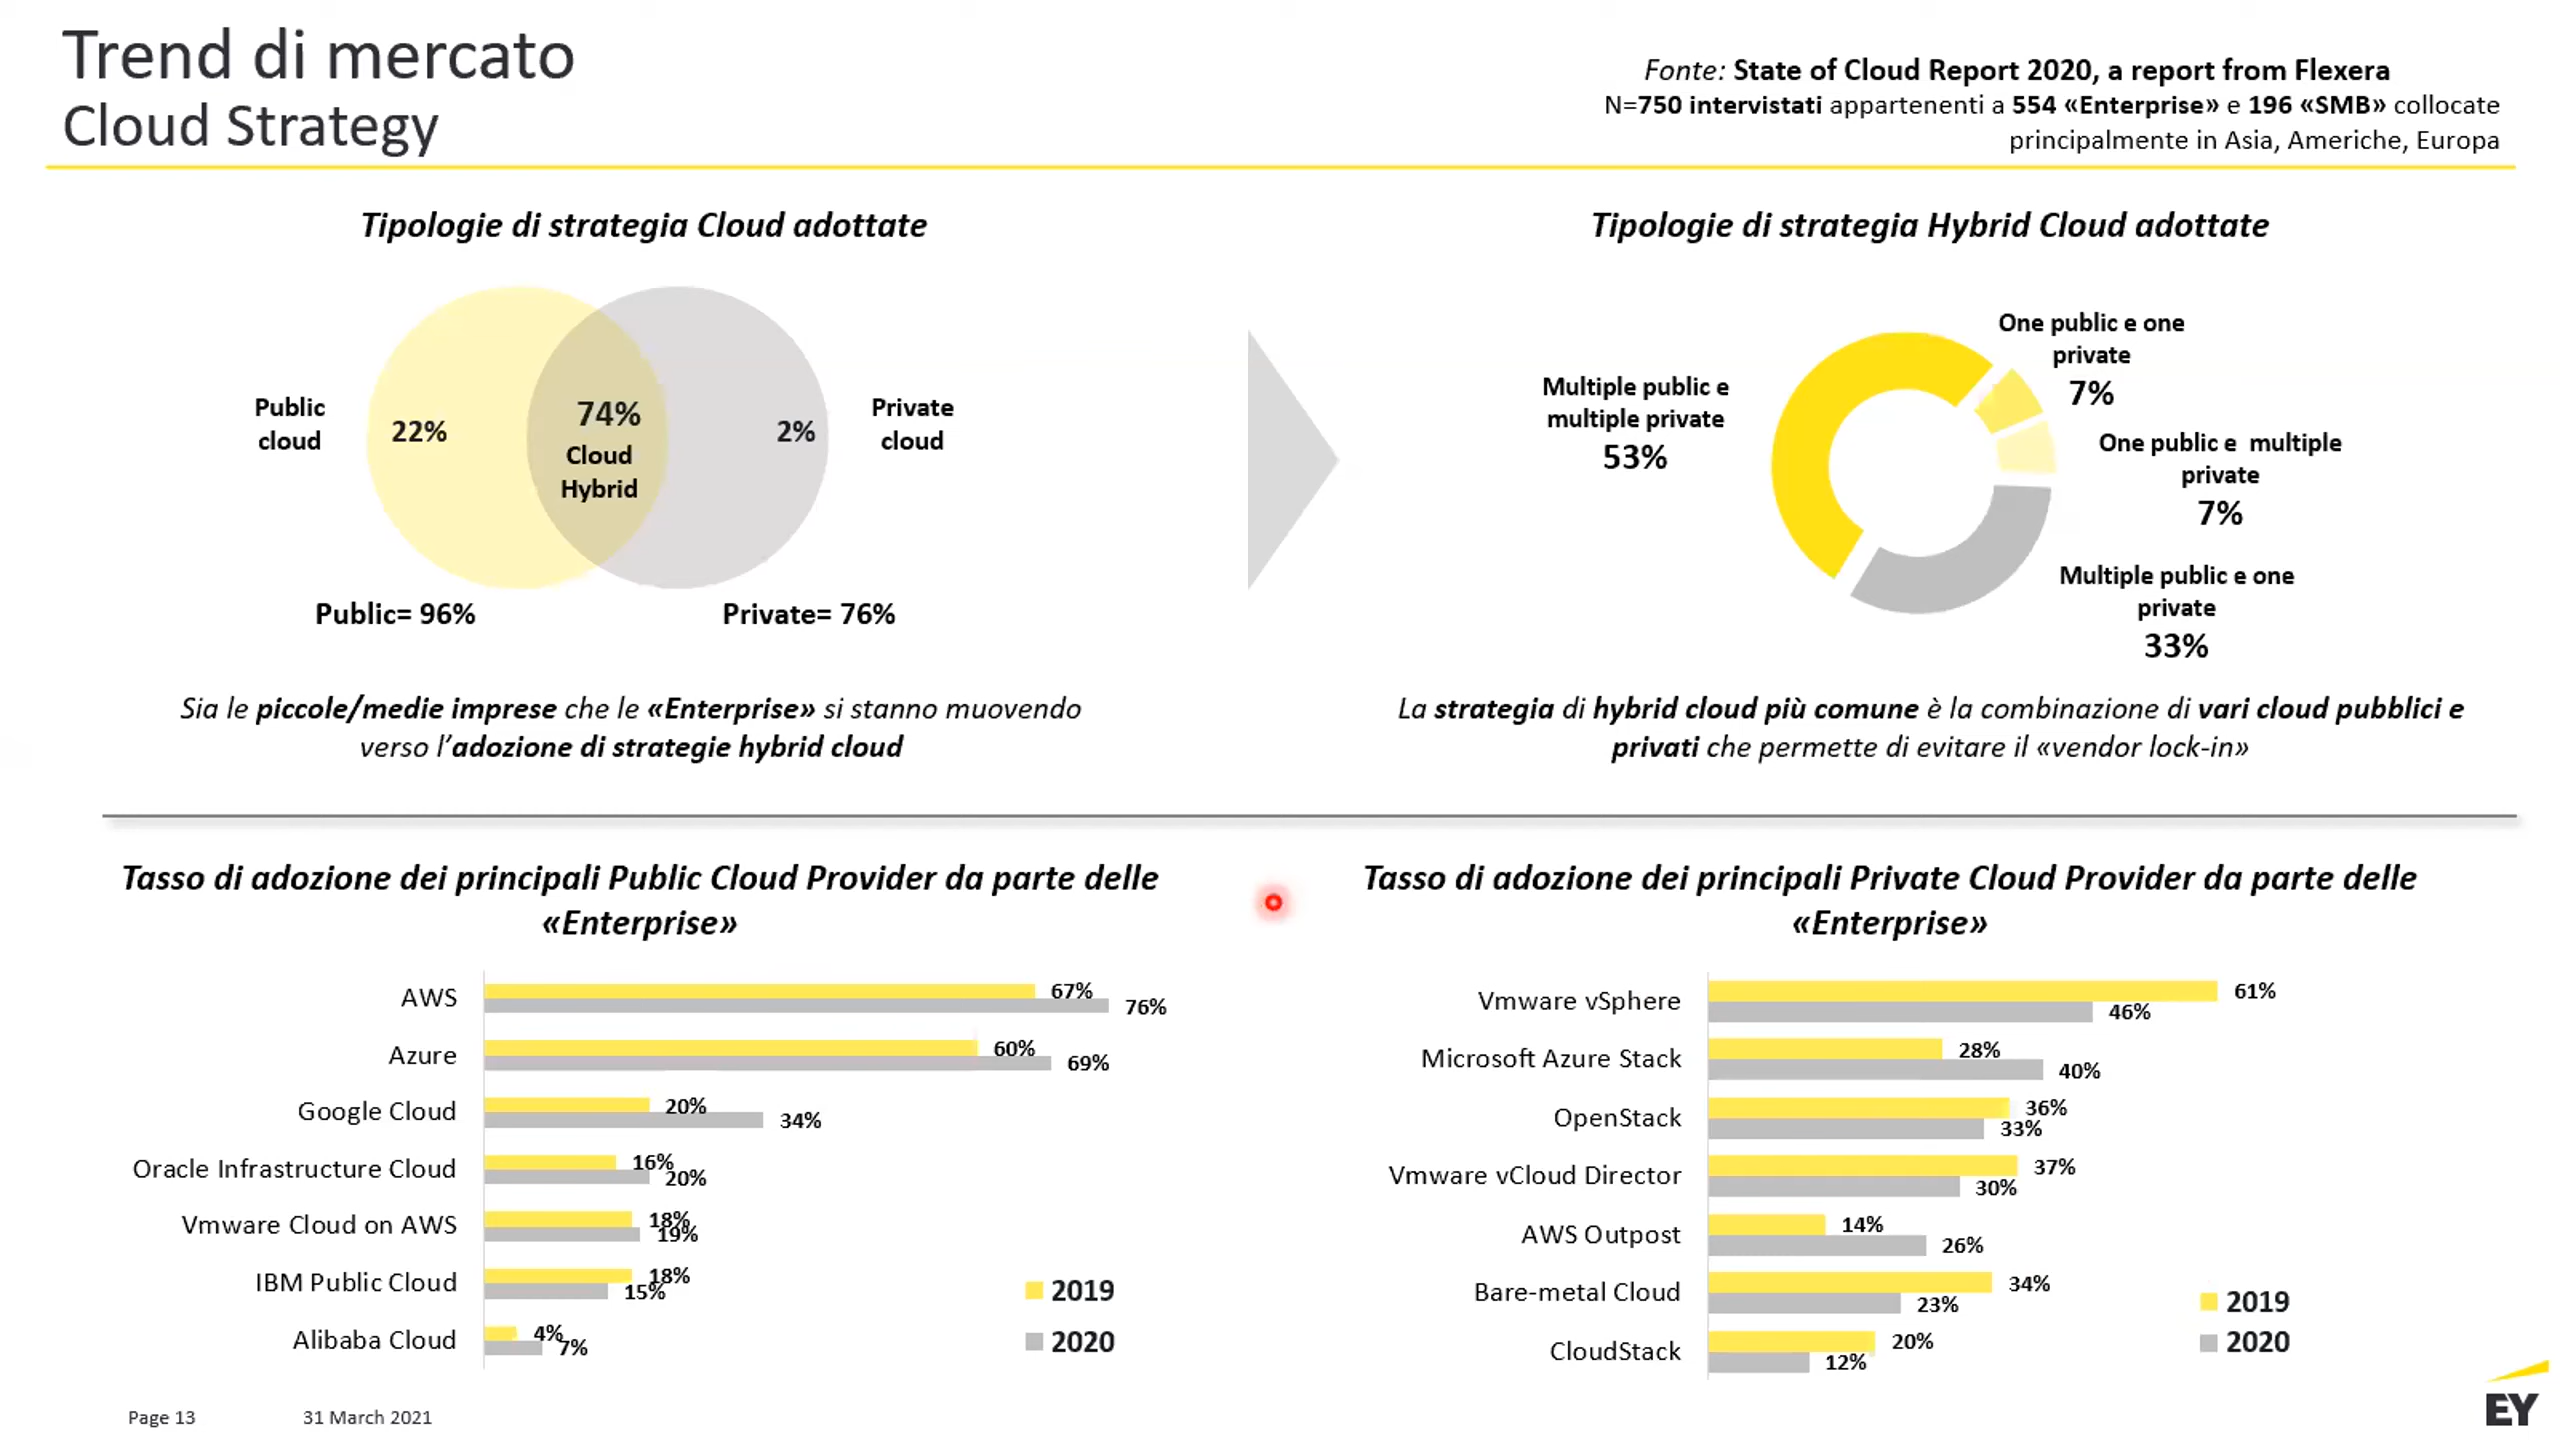 Trend di mercato
Cloud Strategy
Fonte: State of Cloud Report 2020, a report from Flexera
N=750 intervistati appartenenti a 554 «Enterprise» e 196 «SMB» collocate
principalmente in Asia, Americhe, Europa
Tipologie di strategia Cloud adottate
Public
cloud
22%
74%
Cloud
Hybrid
2%
Private
cloud
Public= 96%
Private= 76%
Sia le piccole/medie imprese che le «Enterprise» si stanno muovendo
verso l'adozione di strategie hybrid cloud
Tipologie di strategia Hybrid Cloud adottate
Multiple public e
multiple private
53%
One public e one
private
7%
One public e multiple
private
7%
Multiple public e one
private
33%
La strategia di hybrid cloud più comune è la combinazione di vari cloud pubblici e
privati che permette di evitare il «vendor lock-in»
Tasso di adozione dei principali Public Cloud Provider da parte delle
«Enterprise»
AWS
67%
76%
Azure
60%
69%
Google Cloud
20%
34%
Oracle Infrastructure Cloud
16%
20%
Vmware Cloud on AWS
18%
19%
IBM Public Cloud
18%
15%
Alibaba Cloud
4%
7%
2019
2020
Tasso di adozione dei principali Private Cloud Provider da parte delle
«Enterprise»
Vmware vSphere
61%
46%
Microsoft Azure Stack
28%
40%
OpenStack
36%
33%
Vmware vCloud Director
37%
30%
AWS Outpost
14%
26%
Bare-metal Cloud
34%
23%
CloudStack
20%
12%
2019
2020
Page 13
31 March 2021
EY